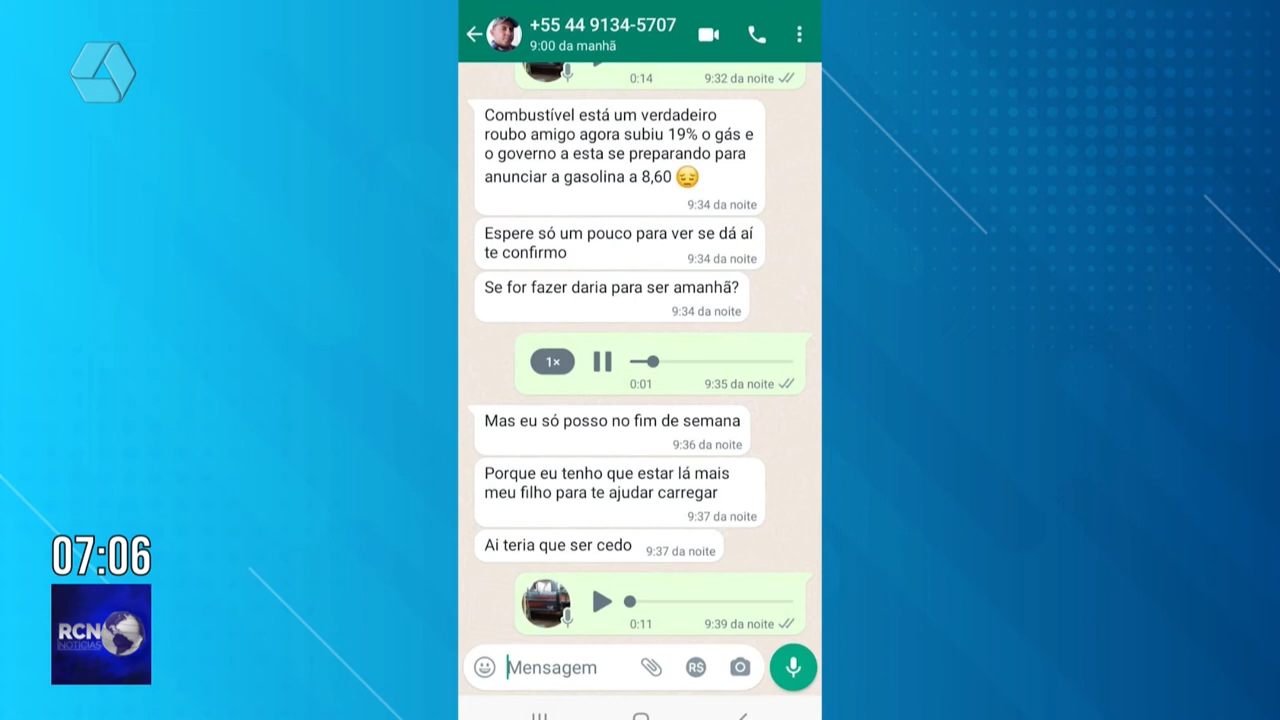 +55 44 9134-5707
9:00 da manhã
0:14
9:32 da noite
Combustível está um verdadeiro
roubo amigo agora subiu 19% o gás e
o governo a esta se preparando para
anunciar a gasolina a 8,60
9:34 da noite
Espere só um pouco para ver se dá aí
te confirmo
9:34 da noite
Se for fazer daria para ser amanhã?
9:34 da noite
1×
0:01
9:35 da noite
Mas eu só posso no fim de semana
9:36 da noite
Porque eu tenho que estar lá mais
meu filho para te ajudar carregar
9:37 da noite
Ai teria que ser cedo
9:37 da noite
0:11
9:39 da noite
Mensagem
R$
07:06
RCN
NOTÍCIAS